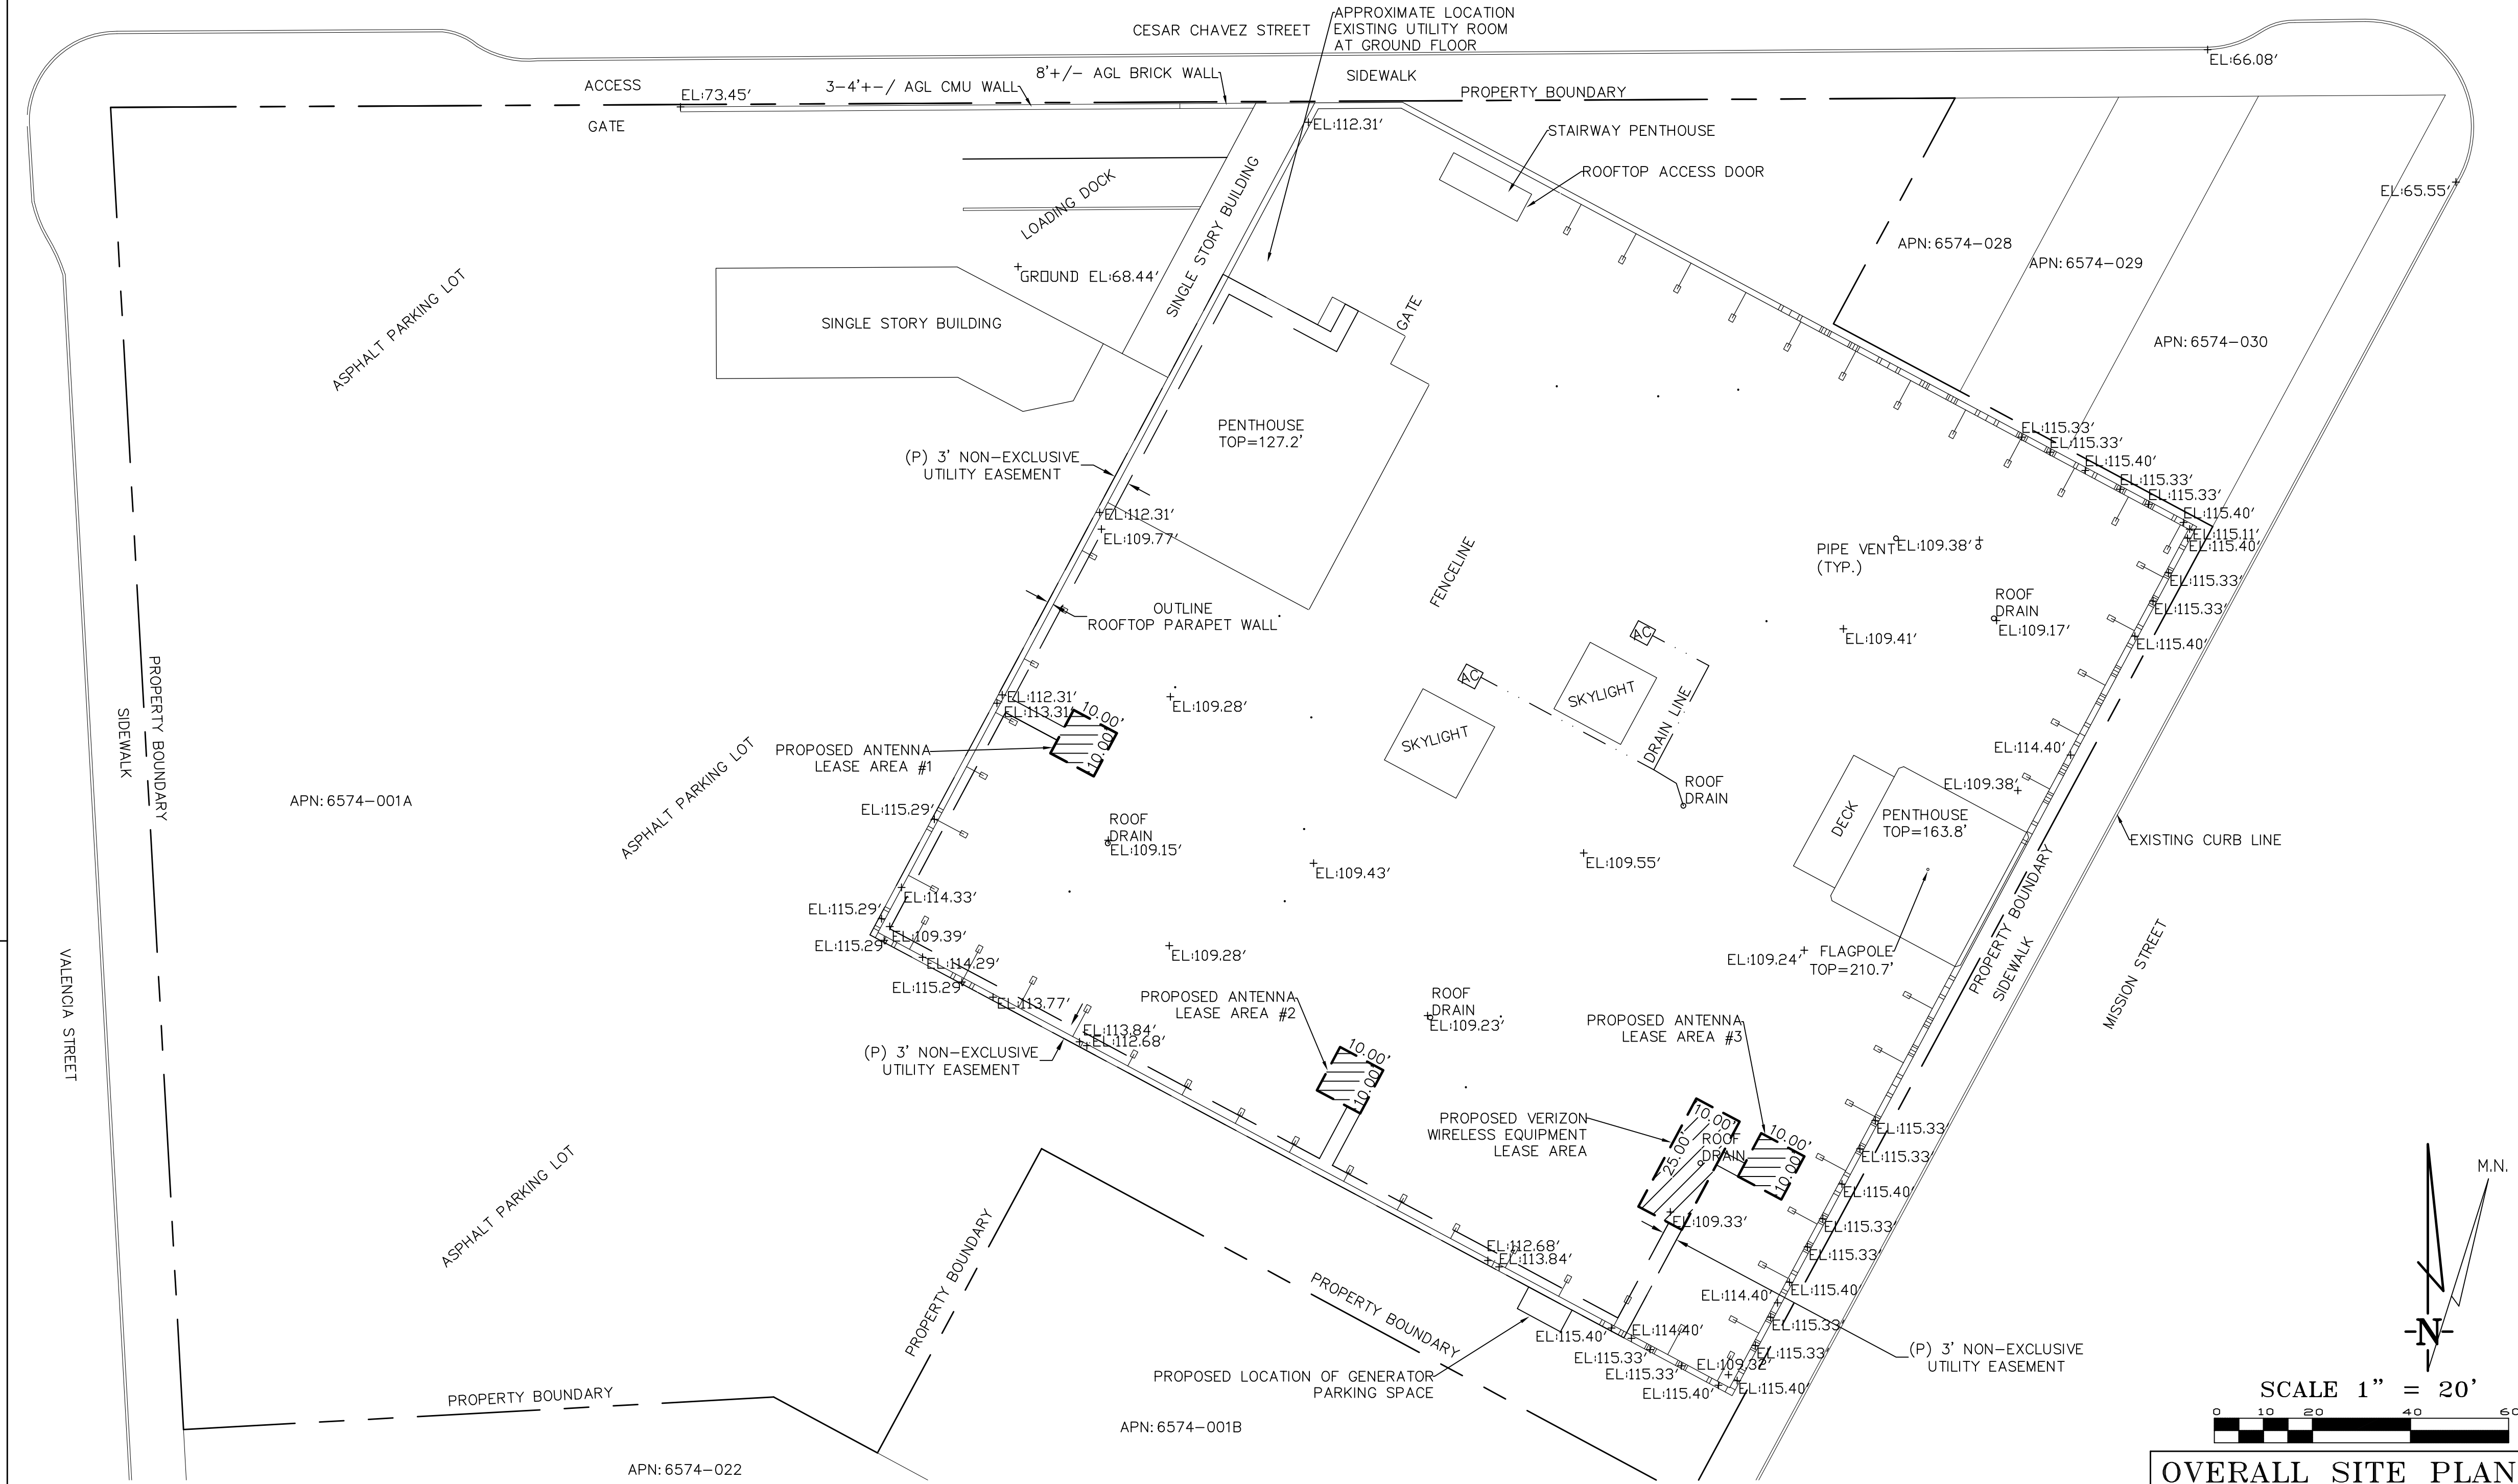 CESAR CHAVEZ STREET
APPROXIMATE LOCATION
EXISTING UTILITY ROOM
AT GROUND FLOOR
EL:66.08'
ACCESS
GATE
EL:73.45'
3-4'+-/ AGL CMU WALL
8'+/- AGL BRICK WALL
SIDEWALK
PROPERTY BOUNDARY
EL:112.31'
STAIRWAY PENTHOUSE
ROOFTOP ACCESS DOOR
EL:65.55'
LOADING DOCK
SINGLE STORY BUILDING
GROUND EL:68.44'
SINGLE STORY BUILDING
ASPHALT PARKING LOT
GATE
APN:6574-028
APN:6574-029
APN:6574-030
PENTHOUSE
TOP=127.2'
(P) 3' NON-EXCLUSIVE
UTILITY EASEMENT
EL:112.31'
EL:109.77'
EL:115.33'
EL:115.33'
EL:115.40'
EL:115.33'
EL:115.33'
EL:115.40'
EL:115.11'
EL:115.40'
EL:115.33'
EL:115.33'
EL:115.40'
PIPE VENT
(TYP.)
EL:109.38'
ROOF
DRAIN
EL:109.17'
EL:109.41'
FENCELINE
OUTLINE
ROOFTOP PARAPET WALL
AC
AC
SKYLIGHT
SKYLIGHT
DRAIN LINE
ROOF
DRAIN
EL:112.31'
EL:113.31'
10.00'
10.00'
EL:109.28'
PROPOSED ANTENNA
LEASE AREA #1
PROPERTY BOUNDARY
SIDEWALK
APN:6574-001A
ASPHALT PARKING LOT
EL:115.29'
ROOF
DRAIN
EL:109.15'
EL:109.43'
EL:109.55'
EL:114.40'
EL:109.38'
DECK
PENTHOUSE
TOP=163.8'
EXISTING CURB LINE
EL:114.33'
EL:115.29'
EL:109.39'
EL:115.29'
EL:114.29'
EL:115.29'
EL:113.77'
EL:109.28'
EL:109.24'
FLAGPOLE
TOP=210.7'
PROPERTY BOUNDARY
SIDEWALK
MISSION STREET
VALENCIA STREET
PROPOSED ANTENNA
LEASE AREA #2
ROOF
DRAIN
EL:109.23'
PROPOSED ANTENNA
LEASE AREA #3
EL:113.84'
EL:112.68'
(P) 3' NON-EXCLUSIVE
UTILITY EASEMENT
10.00'
10.00'
PROPOSED VERIZON
WIRELESS EQUIPMENT
LEASE AREA
10.00'
25.00'
ROOF
DRAIN
10.00'
10.00'
EL:115.33'
EL:115.33'
EL:115.40'
EL:115.33'
EL:115.33'
EL:115.40'
EL:109.33'
M.N.
ASPHALT PARKING LOT
PROPERTY BOUNDARY
EL:112.68'
EL:113.84'
PROPERTY BOUNDARY
EL:114.40'
EL:115.33'
EL:115.33'
EL:115.40'
EL:114.40'
EL:115.33'
EL:115.33'
EL:109.32'
EL:115.40'
EL:115.40'
(P) 3' NON-EXCLUSIVE
UTILITY EASEMENT
PROPOSED LOCATION OF GENERATOR
PARKING SPACE
PROPERTY BOUNDARY
APN:6574-001B
APN:6574-022
-N-
SCALE 1" = 20'
0 10 20 40 60
OVERALL SITE PLAN